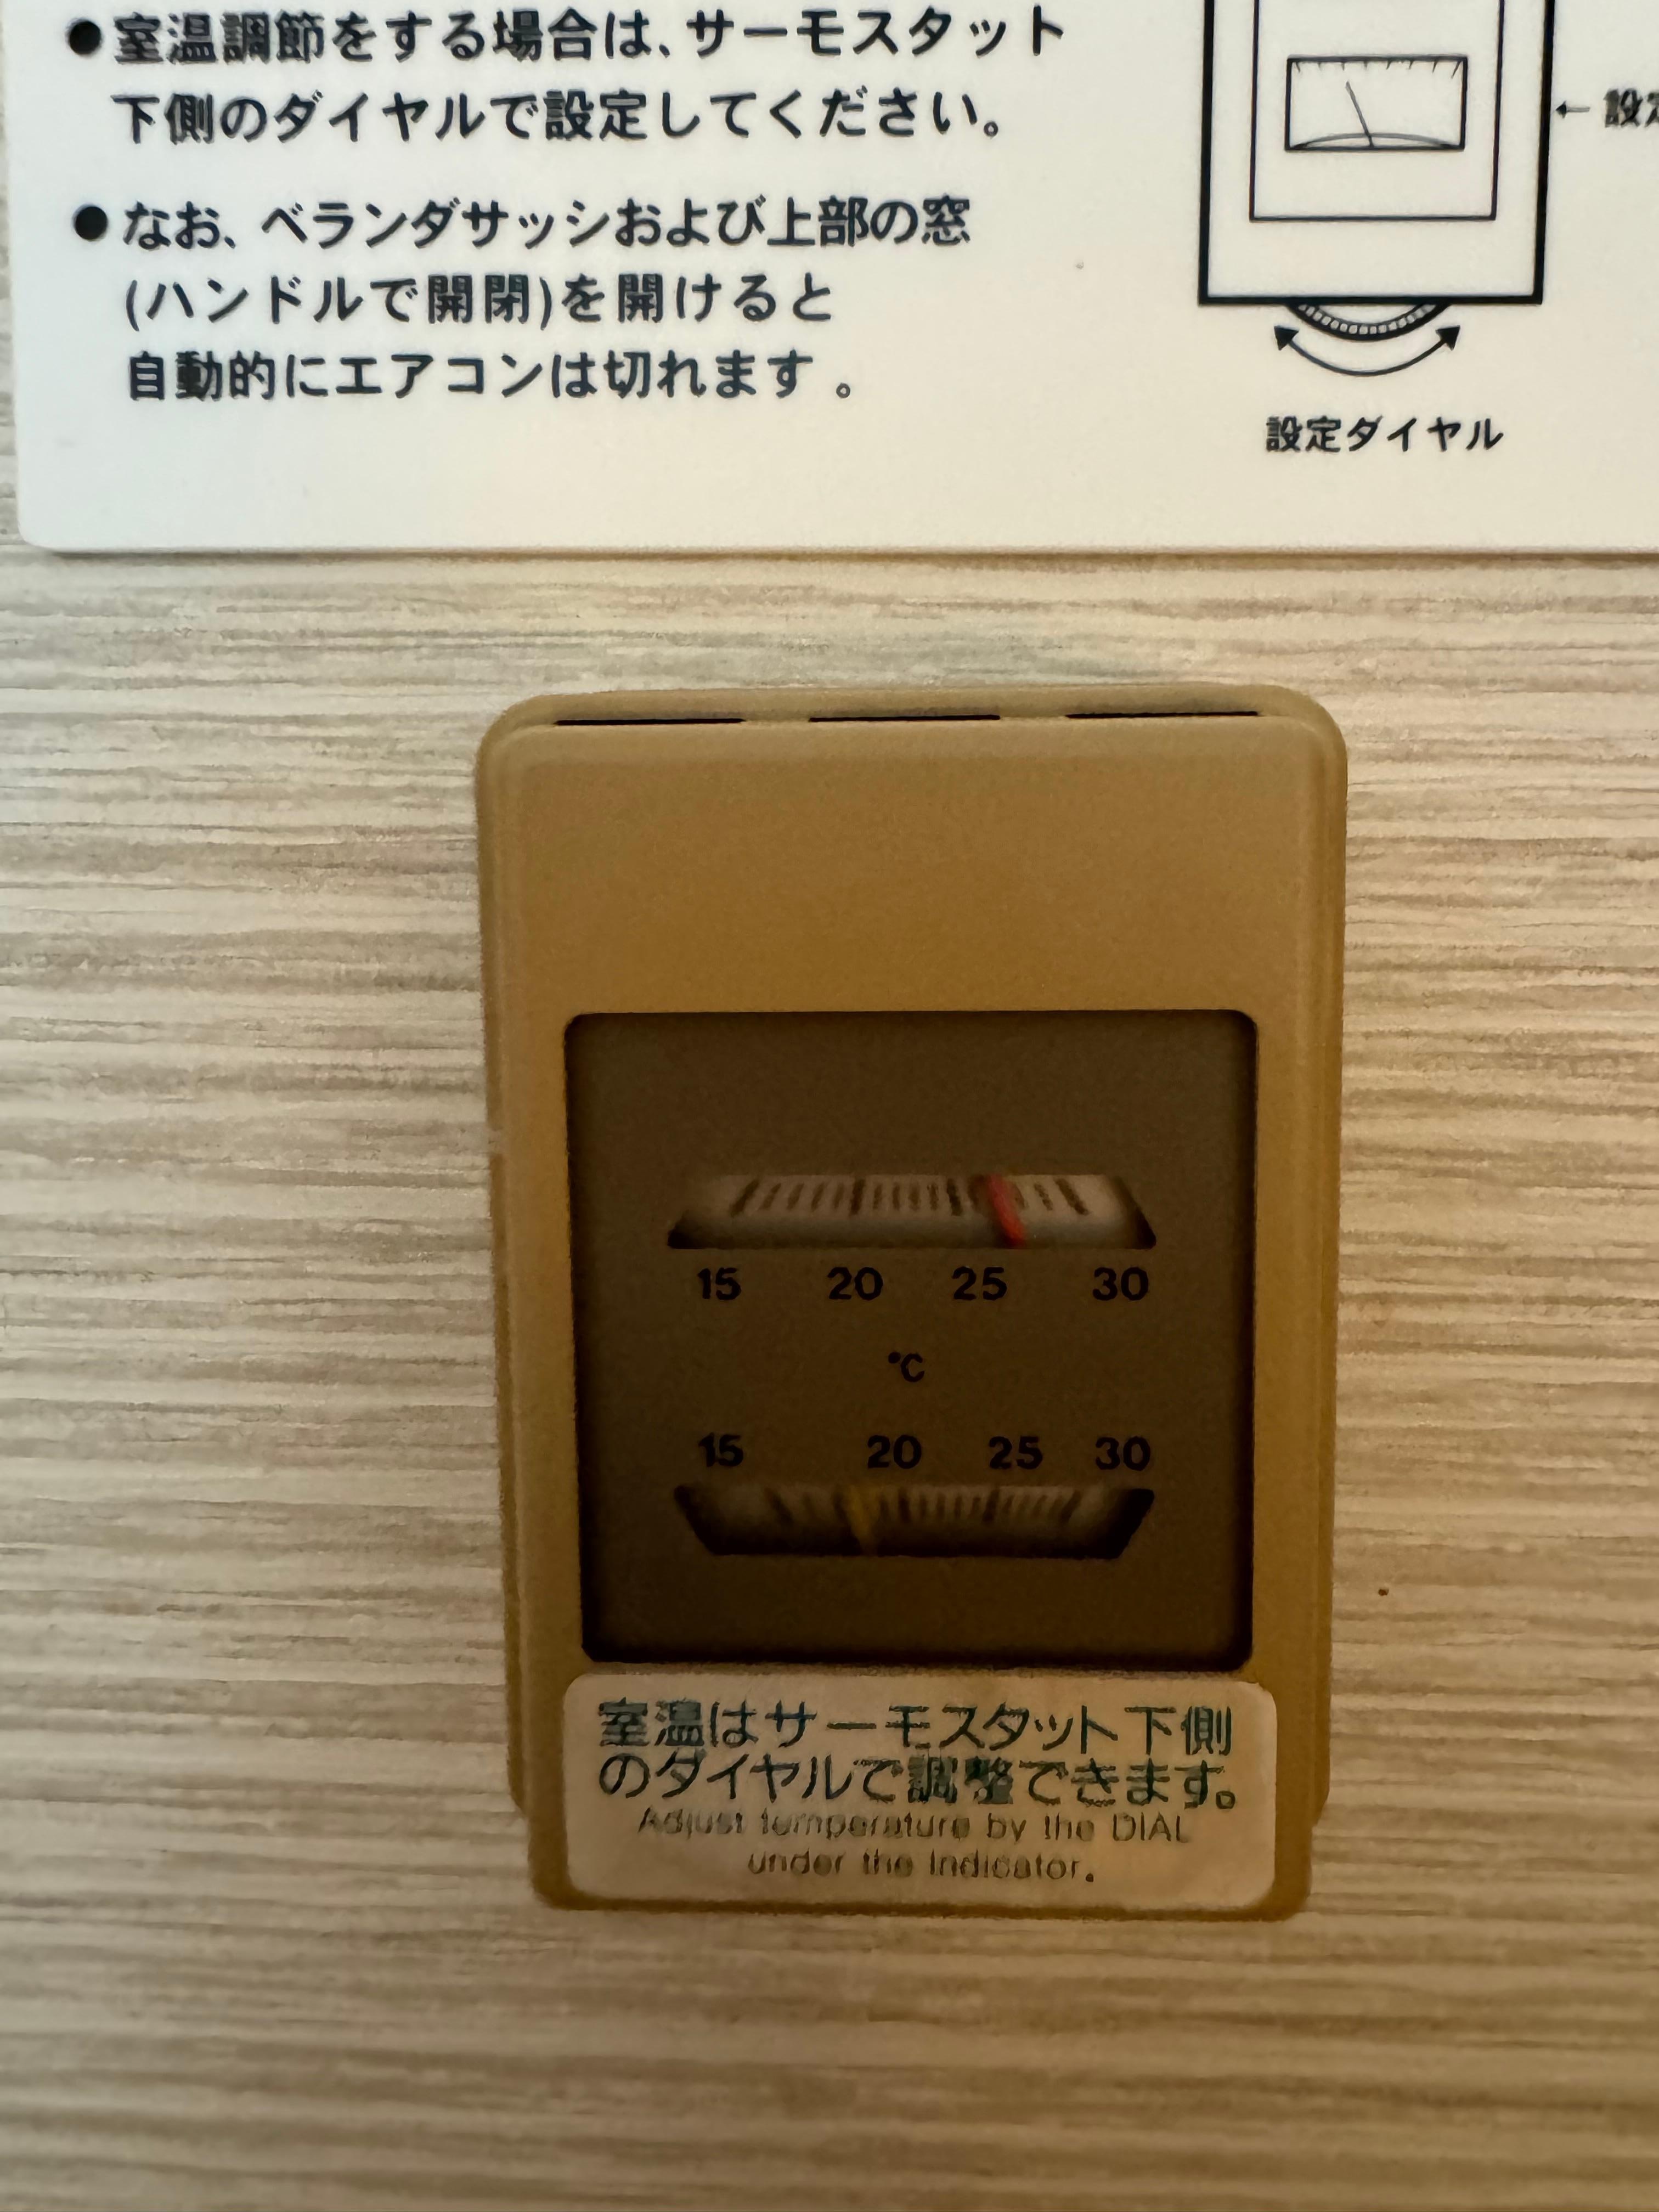 ●室温調節をする場合は、サーモスタット
下側のダイヤルで設定してください。
●なお、ベランダサッシおよび上部の窓
(ハンドルで開閉)を開けると
自動的にエアコンは切れます。
← 設定
設定ダイヤル
15 20 25 30
℃
15 20 25 30
室温はサーモスタット下側
のダイヤルで調整できます。
Adjust temperature by the DIAL
under the Indicator.